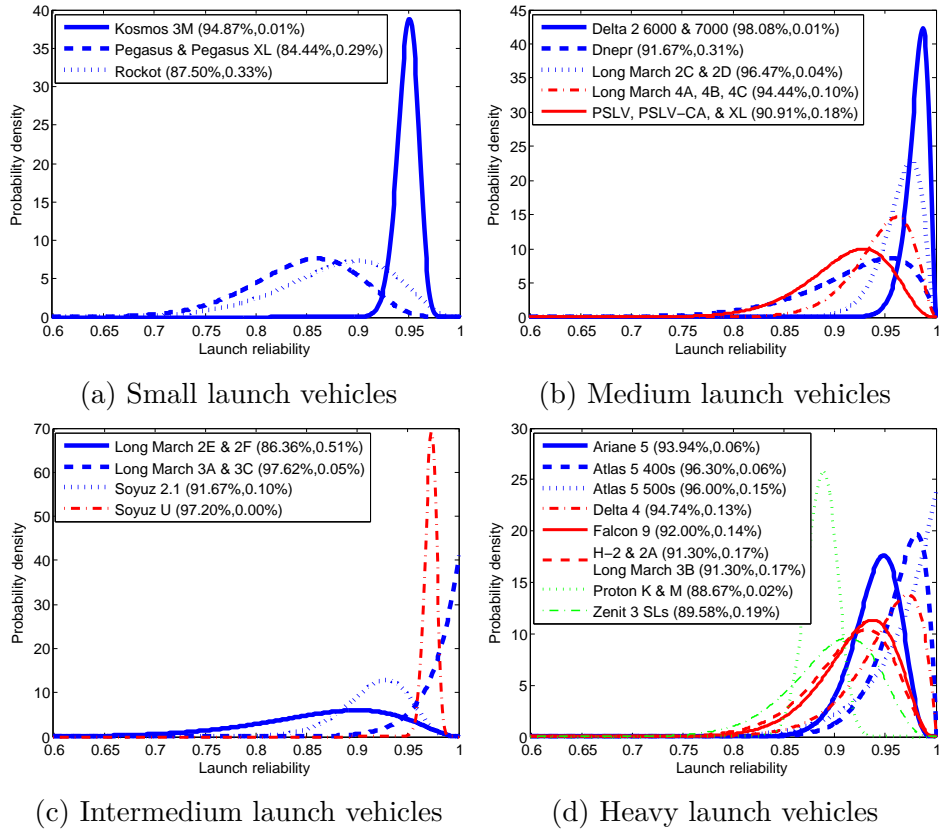 40
35
30
25
20
15
10
5
0
Probability density
Kosmos 3M (94.87%,0.01%)
Pegasus & Pegasus XL (84.44%,0.29%)
Rockot (87.50%,0.33%)
0.6 0.65 0.7 0.75 0.8 0.85 0.9 0.95 1
Launch reliability
(a) Small launch vehicles
45
40
35
30
25
20
15
10
5
0
Probability density
Delta 2 6000 & 7000 (98.08%,0.01%)
Dnepr (91.67%,0.31%)
Long March 2C & 2D (96.47%,0.04%)
Long March 4A, 4B, 4C (94.44%,0.10%)
PSLV, PSLV−CA, & XL (90.91%,0.18%)
0.6 0.65 0.7 0.75 0.8 0.85 0.9 0.95 1
Launch reliability
(b) Medium launch vehicles
70
60
50
40
30
20
10
0
Probability density
Long March 2E & 2F (86.36%,0.51%)
Long March 3A & 3C (97.62%,0.05%)
Soyuz 2.1 (91.67%,0.10%)
Soyuz U (97.20%,0.00%)
0.6 0.65 0.7 0.75 0.8 0.85 0.9 0.95 1
Launch reliability
(c) Intermedium launch vehicles
30
25
20
15
10
5
0
Probability density
Ariane 5 (93.94%,0.06%)
Atlas 5 400s (96.30%,0.06%)
Atlas 5 500s (96.00%,0.15%)
Delta 4 (94.74%,0.13%)
Falcon 9 (92.00%,0.14%)
H−2 & 2A (91.30%,0.17%)
Long March 3B (91.30%,0.17%)
Proton K & M (88.67%,0.02%)
Zenit 3 SLs (89.58%,0.19%)
0.6 0.65 0.7 0.75 0.8 0.85 0.9 0.95 1
Launch reliability
(d) Heavy launch vehicles